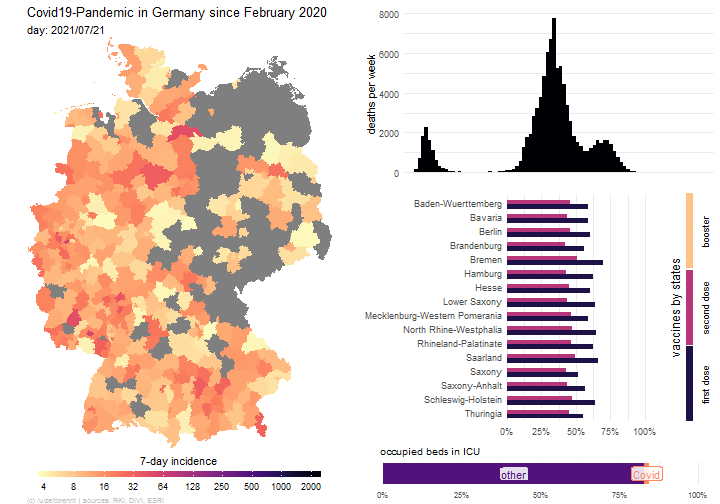 Covid19-Pandemic in Germany since February 2020
day: 2021/07/21
7-day incidence
4 8 16 32 64 120 250 500 1000 2000
(c) /u/zeitbrennt | sources: RKI, DIVI, ESRI
deaths per week
8000
6000
4000
2000
0
Baden-Wuerttemberg
Bavaria
Berlin
Brandenburg
Bremen
Hamburg
Hesse
Lower Saxony
Mecklenburg-Western Pomerania
North Rhine-Westphalia
Rhineland-Palatinate
Saarland
Saxony
Saxony-Anhalt
Schleswig-Holstein
Thuringia
0% 25% 50% 75% 100%
vaccines by states
booster
second dose
first dose
occupied beds in ICU
other
Covid
0% 25% 50% 75% 100%